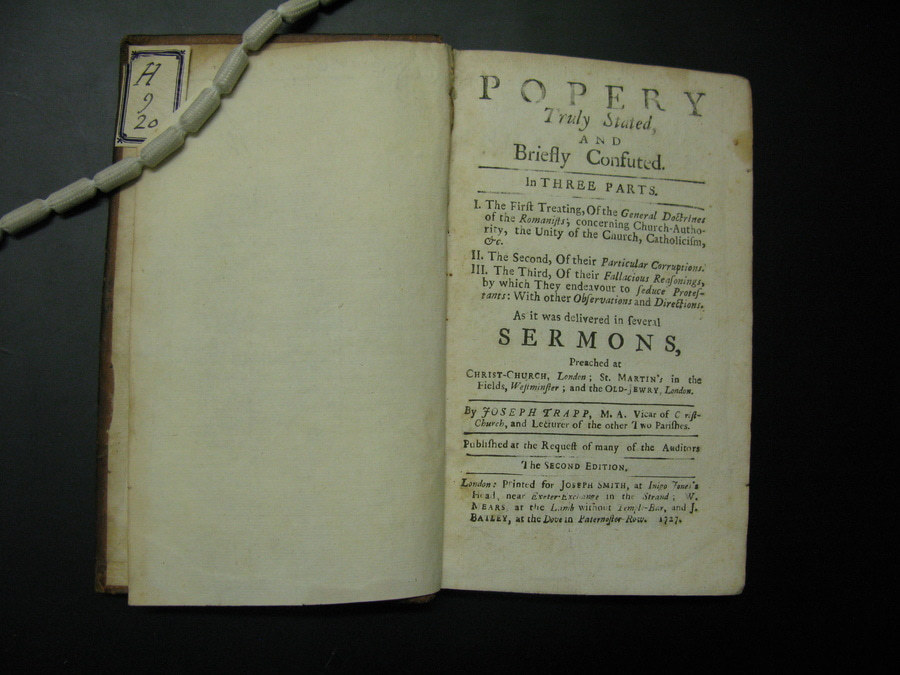 H
9
20
POPERY
Truly Stated,
AND
Briefly Confuted.
In THREE PARTS.
I. The Firſt Treating, Of the General Doctrines
of the Romaniſts; concerning Church-Autho-
rity, the Unity of the Church, Catholiciſm,
&c.
II. The Second, Of their Particular Corruptions.
III. The Third, Of their Fallacious Reaſonings,
by which They endeavour to ſeduce Proteſ-
tants: With other Obſervations and Directions.
As it was delivered in ſeveral
SERMONS,
Preached at
CHRIST-CHURCH, London; St. MARTIN's in the
Fields, Weſtminſter; and the OLD-JEWRY, London.
By JOSEPH TRAPP, M. A. Vicar of Chriſt-
Church, and Lecturer of the other Two Pariſhes.
Publiſhed at the Requeſt of many of the Auditors
The SECOND EDITION.
London: Printed for JOSEPH SMITH, at Inigo Jones's
Head, near Exeter-Exchange in the Strand; W.
MEARS, at the Lamb without Temple-Bar, and J.
BATLEY, at the Dove in Paternoſter-Row. 1727.